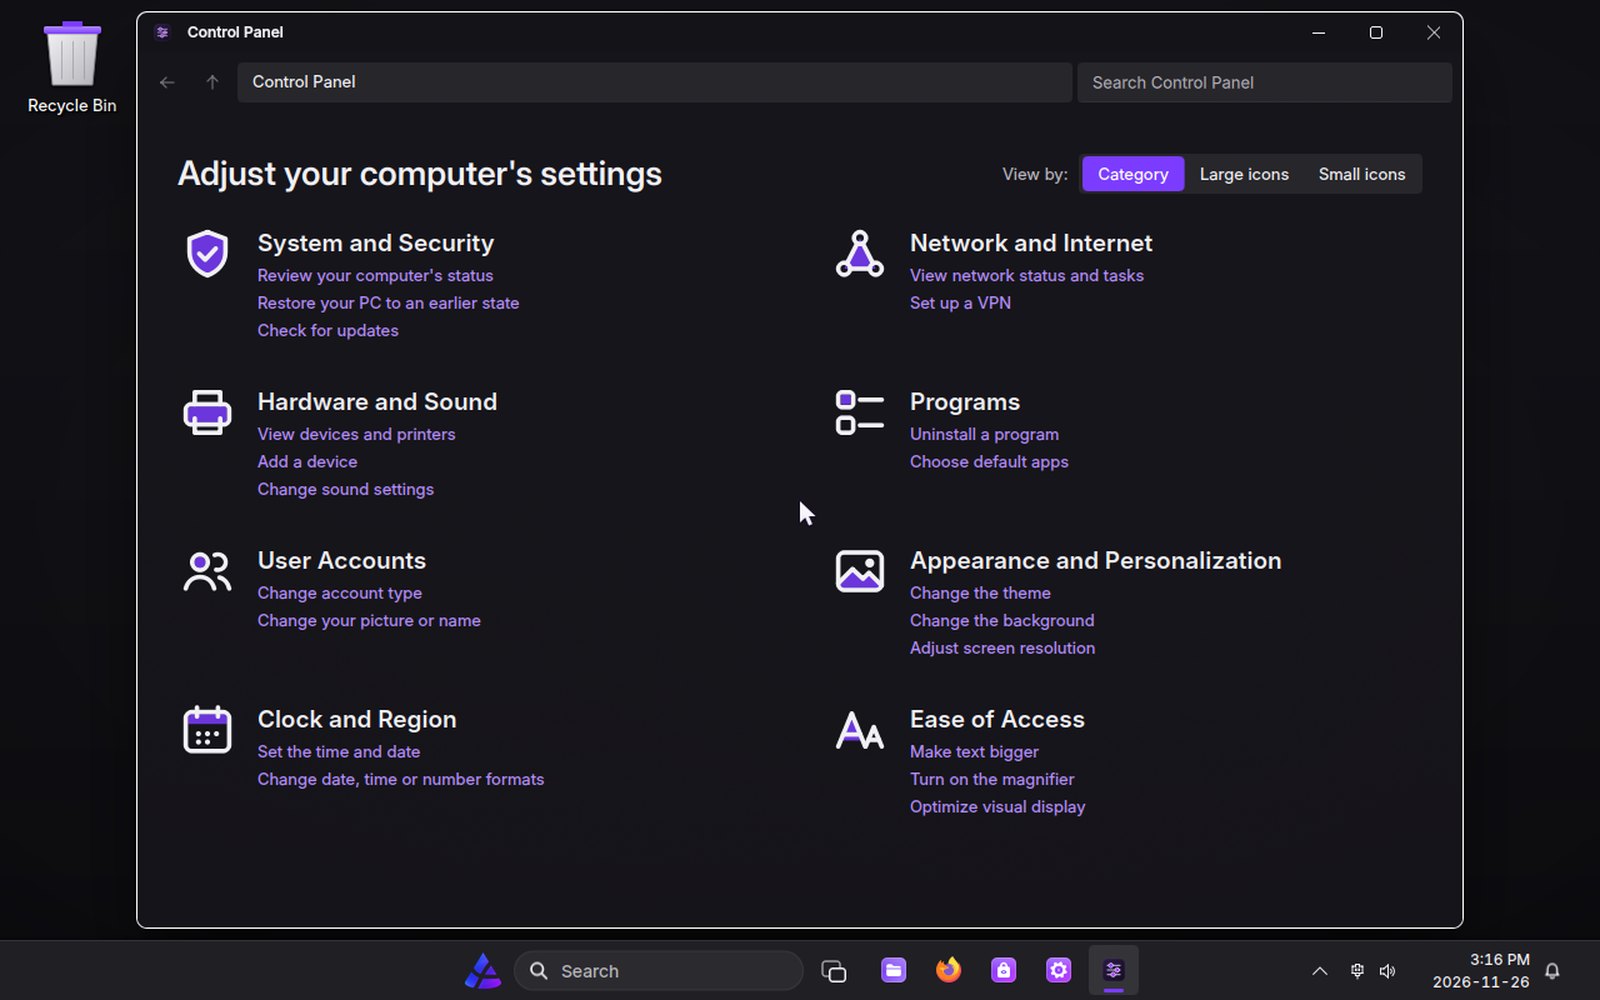 Recycle Bin
Control Panel
Control Panel
Search Control Panel
Adjust your computer's settings
View by:
Category
Large icons
Small icons
System and Security
Review your computer's status
Restore your PC to an earlier state
Check for updates
Network and Internet
View network status and tasks
Set up a VPN
Hardware and Sound
View devices and printers
Add a device
Change sound settings
Programs
Uninstall a program
Choose default apps
User Accounts
Change account type
Change your picture or name
Appearance and Personalization
Change the theme
Change the background
Adjust screen resolution
Clock and Region
Set the time and date
Change date, time or number formats
Ease of Access
Make text bigger
Turn on the magnifier
Optimize visual display
Search
3:16 PM
2026-11-26